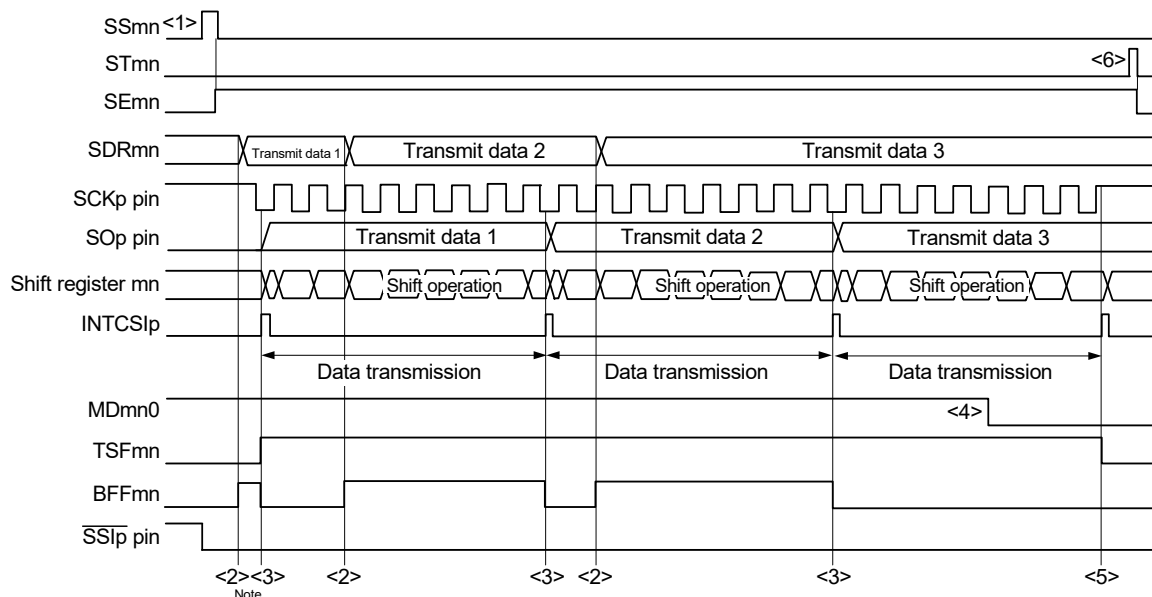 SSmn <1>
STmn <6>
SEmn
SDRmn Transmit data 1 Transmit data 2 Transmit data 3
SCKp pin
SOp pin Transmit data 1 Transmit data 2 Transmit data 3
Shift register mn Shift operation Shift operation Shift operation
INTCSIp
Data transmission Data transmission Data transmission
MDmn0 <4>
TSFmn
BFFmn
SSIp pin
<2> <3> <2> <3> <2> <3> <5>
Note